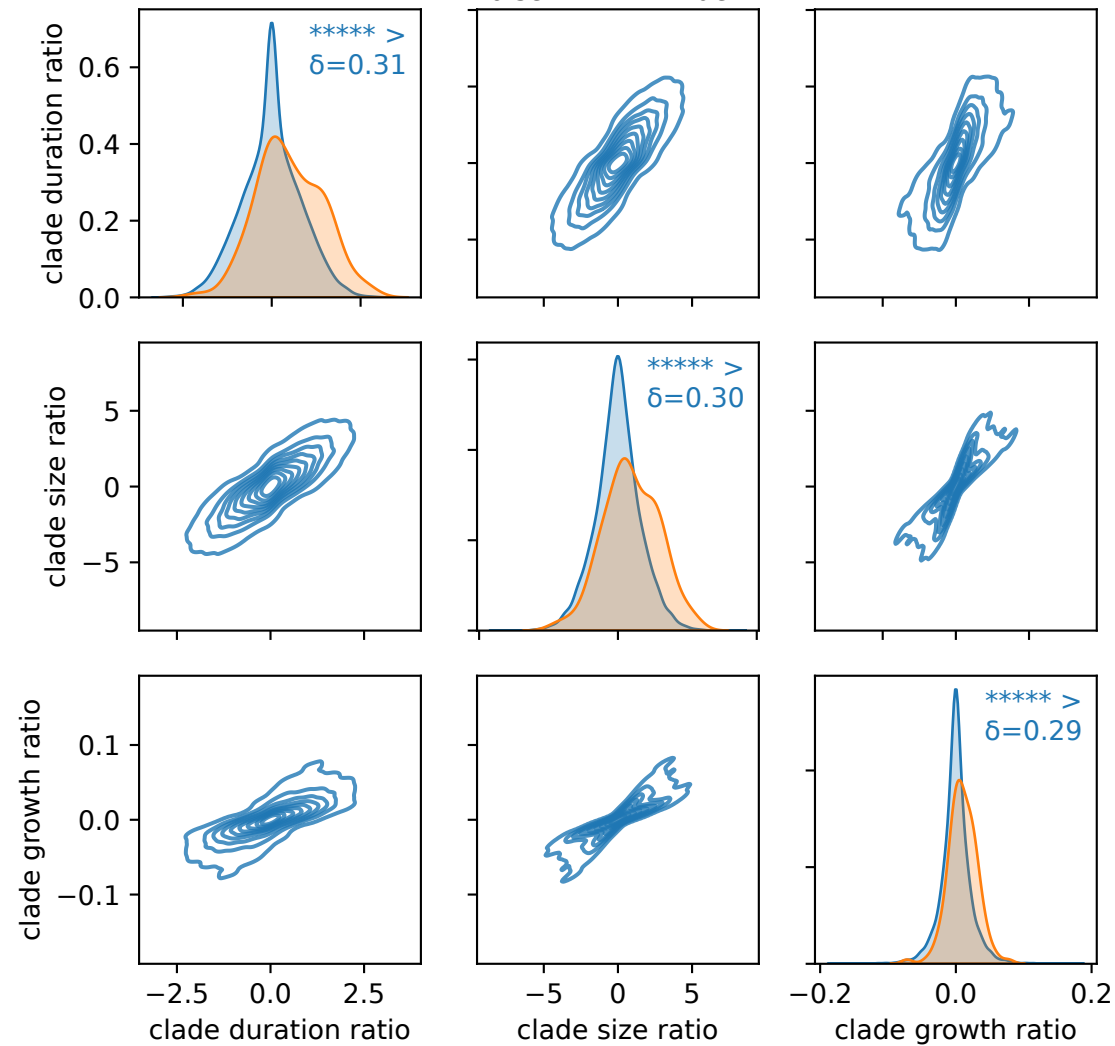 clade duration ratio
0.6
0.4
0.2
0.0
***** >
δ=0.31
clade size ratio
5
0
−5
***** >
δ=0.30
clade growth ratio
0.1
0.0
−0.1
***** >
δ=0.29
−2.5 0.0 2.5
−5 0 5
−0.2 0.0 0.2
clade duration ratio
clade size ratio
clade growth ratio